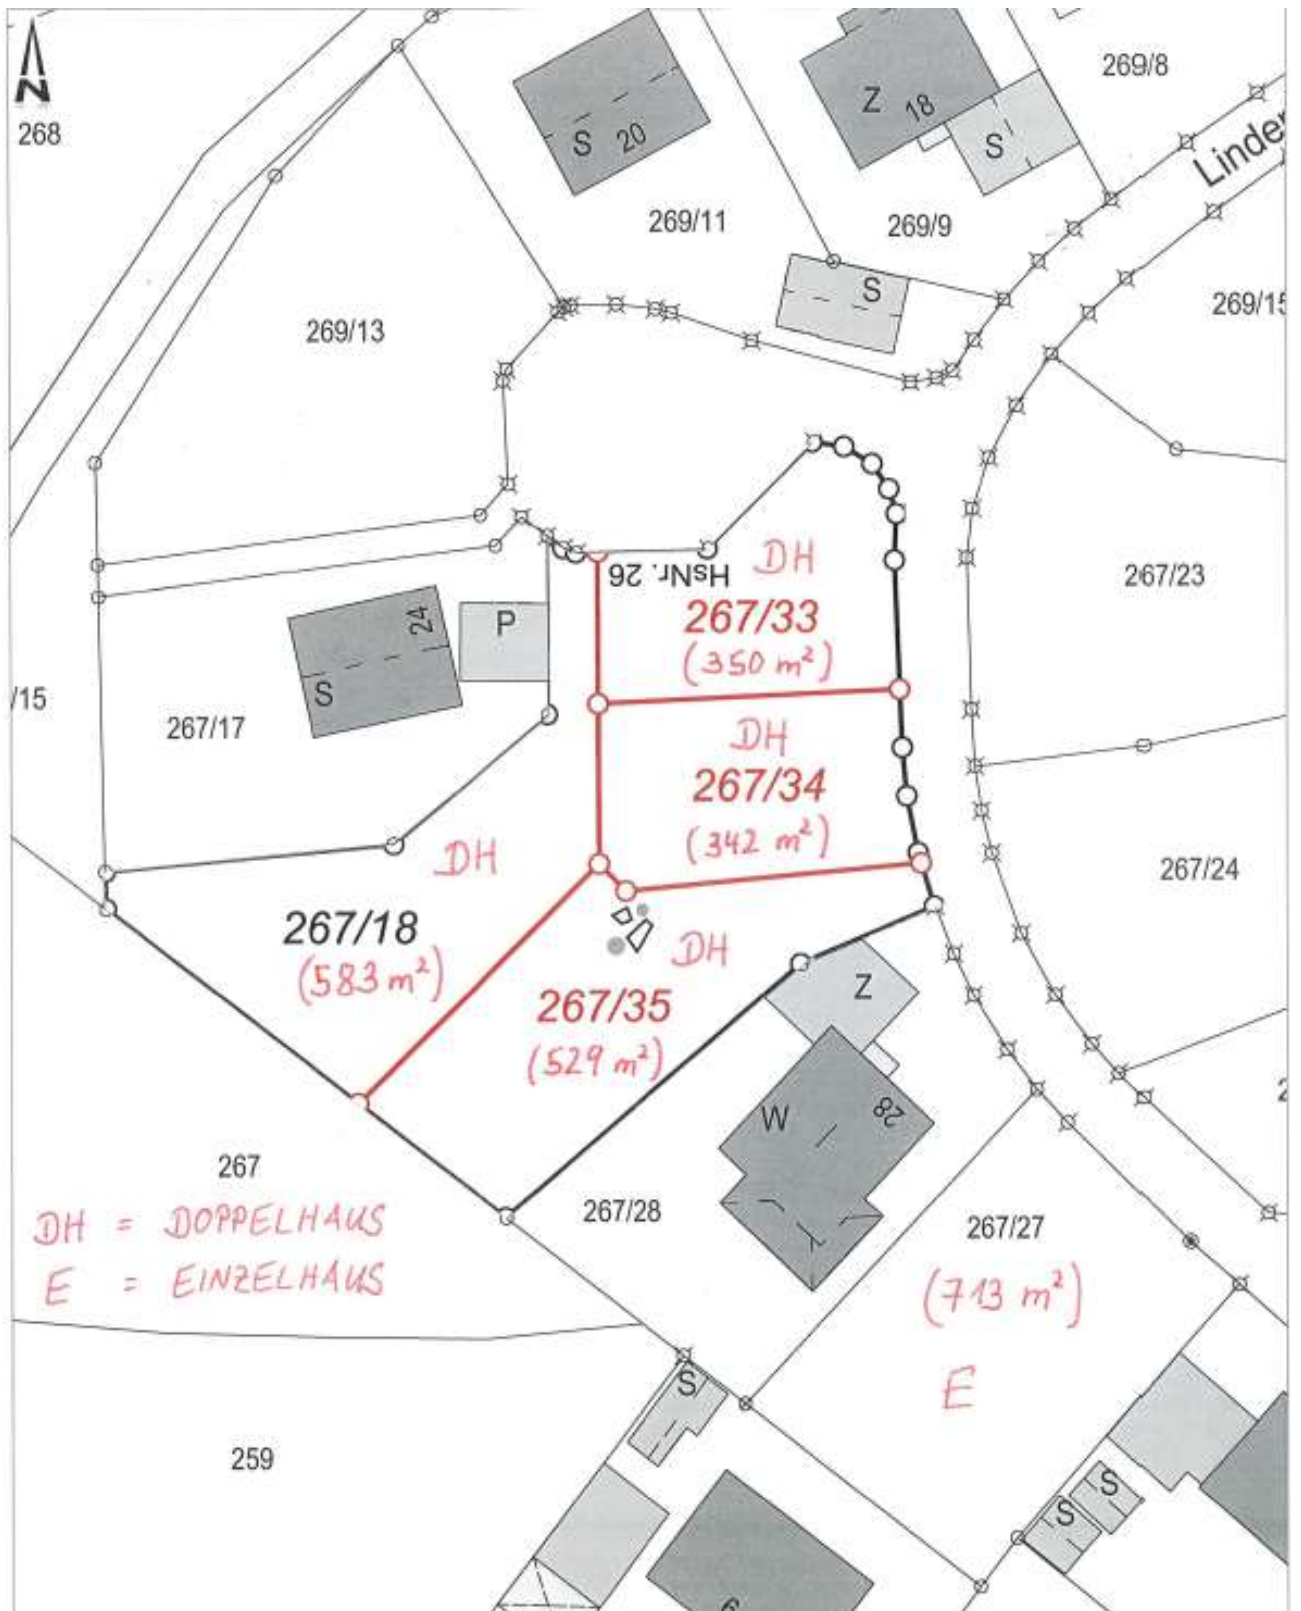 N
268
S 20
Z 18
S
269/8
Linde
269/11
269/9
S
269/13
269/15
HsNr. 26
DH
267/33
(350 m²)
267/23
24
P
S
/15
267/17
DH
267/34
(342 m²)
DH
267/24
267/18
(583 m²)
DH
267/35
(529 m²)
Z
W
28
267
267/28
267/27
(713 m²)
E
DH = DOPPELHAUS
E = EINZELHAUS
S
259
S
S